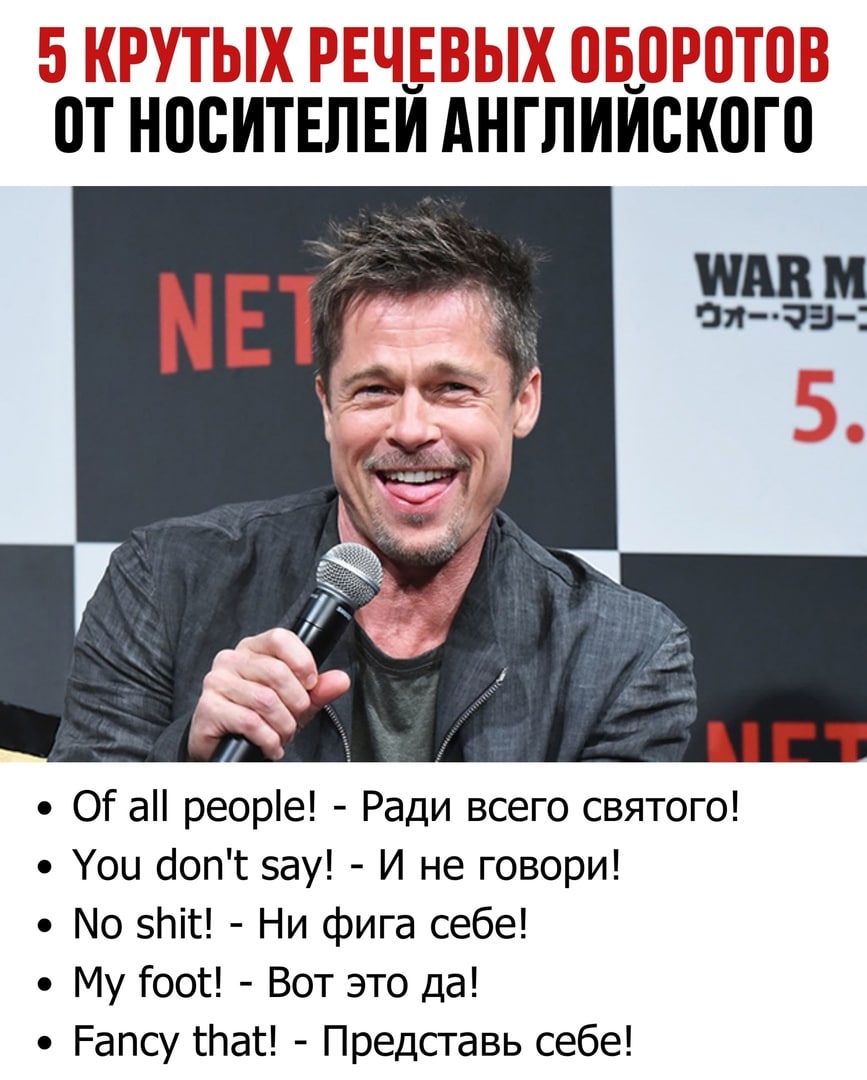 5 КРУТЫХ РЕЧЕВЫХ ОБОРОТОВ
ОТ НОСИТЕЛЕЙ АНГЛИЙСКОГО
NET
WAR M
ウォー・マシー
5.
NET
• Of all people! - Ради всего святого!
• You don't say! - И не говори!
• No shit! - Ни фига себе!
• My foot! - Вот это да!
• Fancy that! - Представь себе!